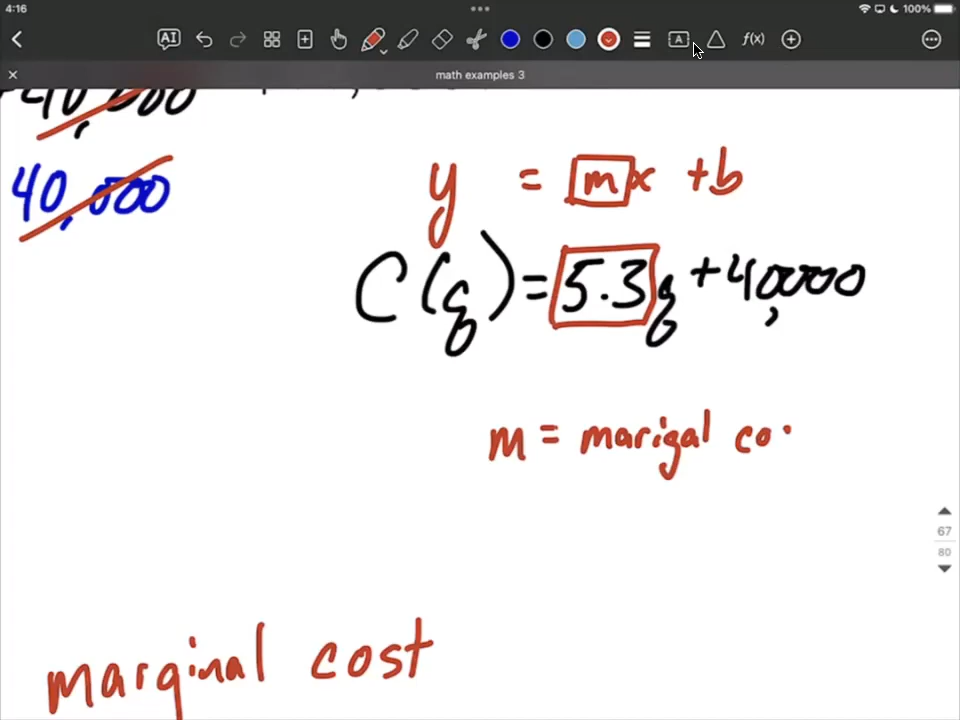 4:16
100%
AI
A
f(x)
math examples 3
40,000
40,000
y = mx +b
C(q) = 5.3q + 40,000
m = marigal co
67
80
marginal cost